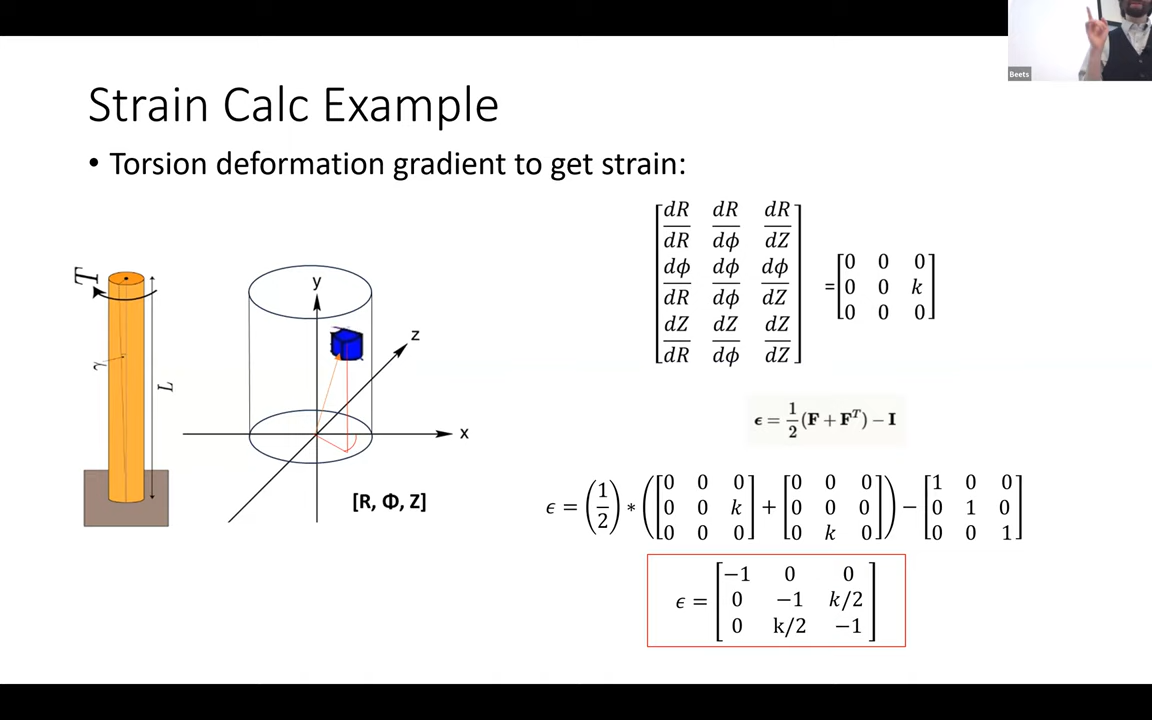 Beets
Strain Calc Example
• Torsion deformation gradient to get strain:
T
γ
L
y
z
x
[R, Φ, Z]
dR dR dR
dR dϕ dZ
dϕ dϕ dϕ
dR dϕ dZ
dZ dZ dZ
dR dϕ dZ
=
0 0 0
0 0 k
0 0 0
ϵ = 1/2 (F + F^T) − I
ϵ = (1/2) * ([0 0 0; 0 0 k; 0 0 0] + [0 0 0; 0 0 0; 0 k 0]) − [1 0 0; 0 1 0; 0 0 1]
ϵ = [−1 0 0; 0 −1 k/2; 0 k/2 −1]